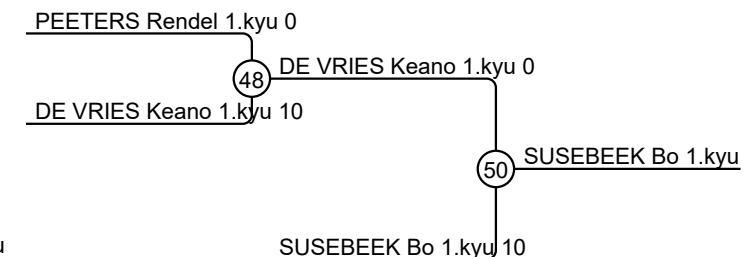 PEETERS Rendel 1.kyu 0
DE VRIES Keano 1.kyu 0
48
DE VRIES Keano 1.kyu 10
SUSEBEEK Bo 1.kyu
50
SUSEBEEK Bo 1.kyu 10